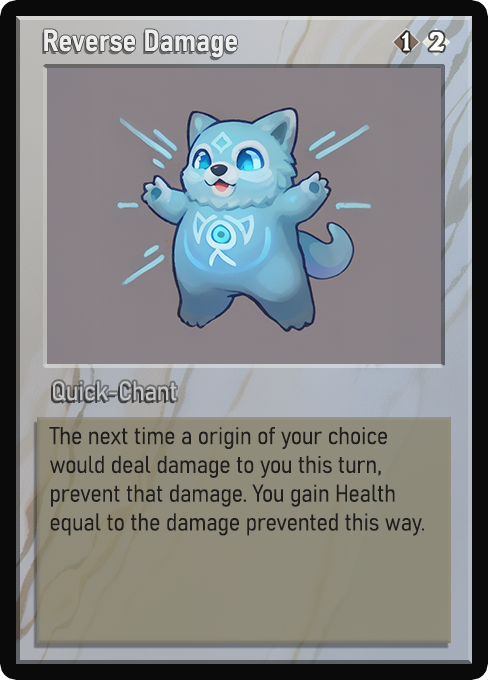 Reverse Damage 1 2
Quick-Chant
The next time a origin of your choice
would deal damage to you this turn,
prevent that damage. You gain Health
equal to the damage prevented this way.